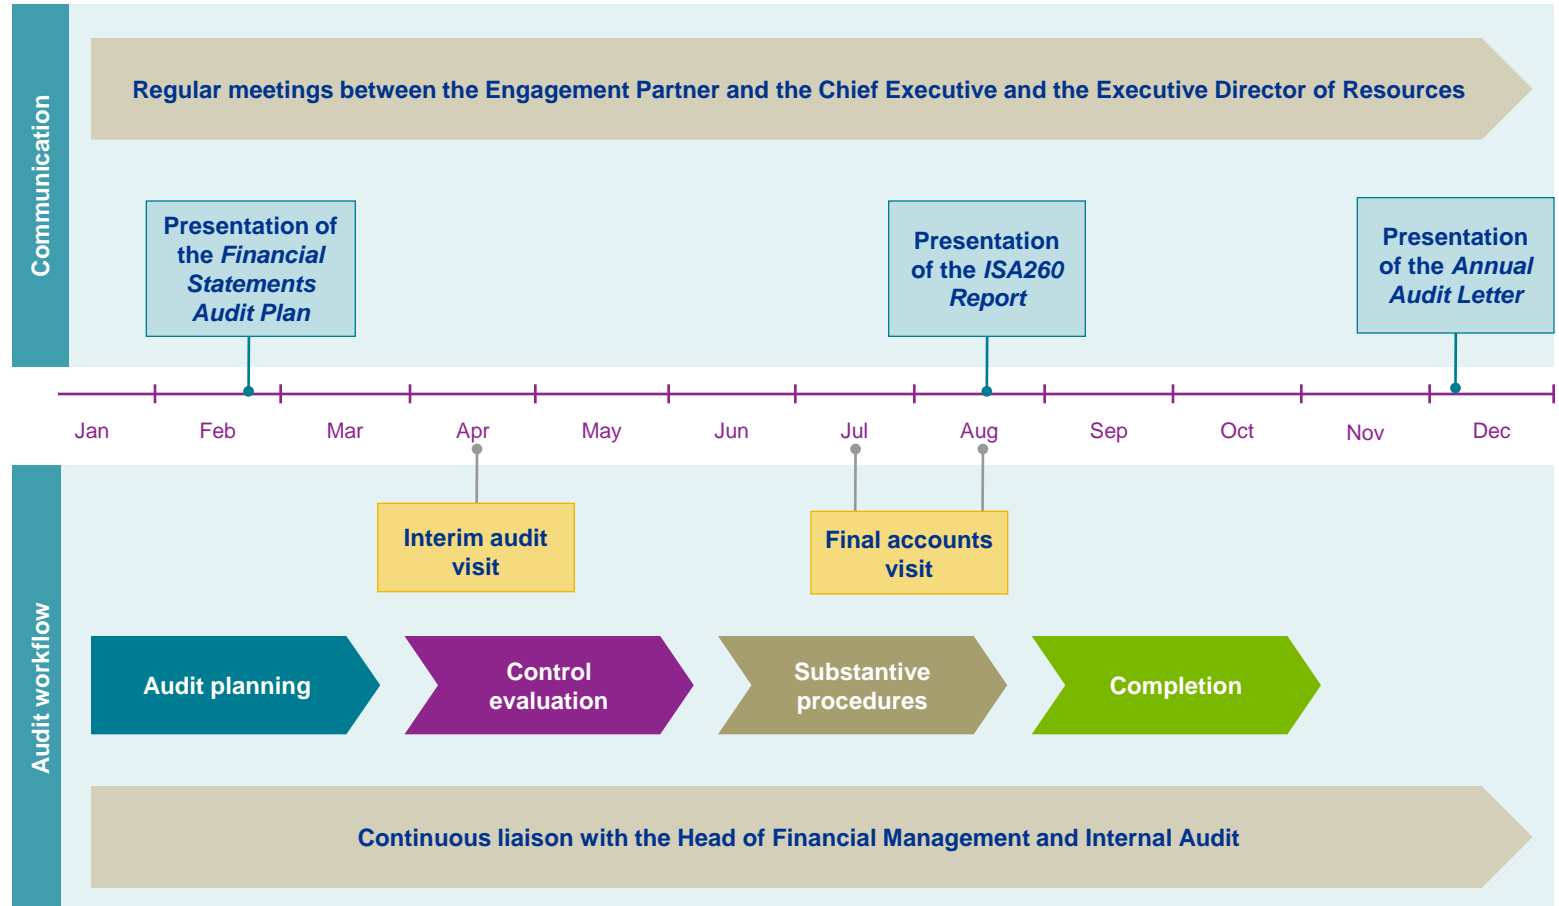 Communication
Regular meetings between the Engagement Partner and the Chief Executive and the Executive Director of Resources
Presentation of
the Financial
Statements
Audit Plan
Presentation
of the ISA260
Report
Presentation
of the Annual
Audit Letter
Jan Feb Mar Apr May Jun Jul Aug Sep Oct Nov Dec
Audit workflow
Interim audit
visit
Final accounts
visit
Audit planning
Control
evaluation
Substantive
procedures
Completion
Continuous liaison with the Head of Financial Management and Internal Audit